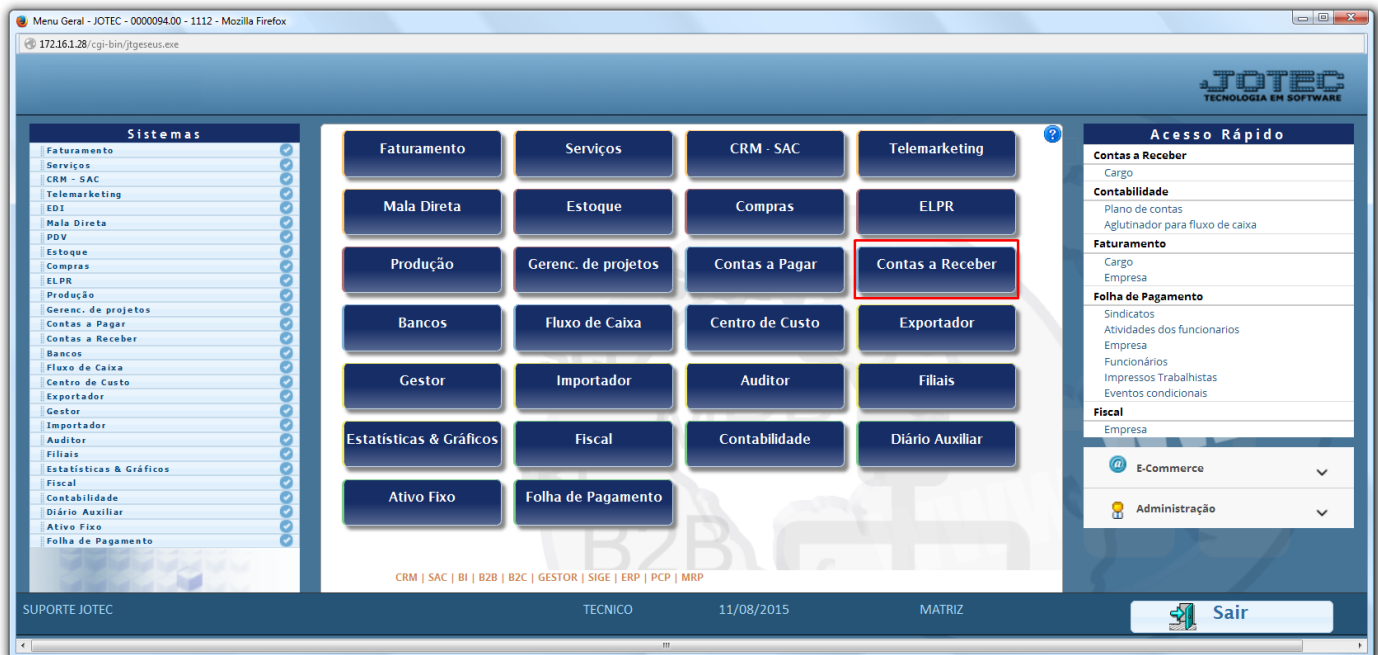 Menu Geral - JOTEC - 0000094.00 - 1112 - Mozilla Firefox
172.16.1.28/cgi-bin/jtgeseus.exe
JOTEC
TECNOLOGIA EM SOFTWARE
Sistemas
Faturamento
Serviços
CRM - SAC
Telemarketing
EDI
Mala Direta
PDV
Estoque
Compras
ELPR
Produção
Gerenc. de projetos
Contas a Pagar
Contas a Receber
Bancos
Fluxo de Caixa
Centro de Custo
Exportador
Gestor
Importador
Auditor
Filiais
Estatísticas & Gráficos
Fiscal
Contabilidade
Diário Auxiliar
Ativo Fixo
Folha de Pagamento
Faturamento Serviços CRM - SAC Telemarketing
Mala Direta Estoque Compras ELPR
Produção Gerenc. de projetos Contas a Pagar Contas a Receber
Bancos Fluxo de Caixa Centro de Custo Exportador
Gestor Importador Auditor Filiais
Estatísticas & Gráficos Fiscal Contabilidade Diário Auxiliar
Ativo Fixo Folha de Pagamento
B2B
CRM | SAC | BI | B2B | B2C | GESTOR | SIGE | ERP | PCP | MRP
?
Acesso Rápido
Contas a Receber
Cargo
Contabilidade
Plano de contas
Aglutinador para fluxo de caixa
Faturamento
Cargo
Empresa
Folha de Pagamento
Sindicatos
Atividades dos funcionarios
Empresa
Funcionários
Impressos Trabalhistas
Eventos condicionais
Fiscal
Empresa
E-Commerce
Administração
SUPORTE JOTEC TECNICO 11/08/2015 MATRIZ Sair